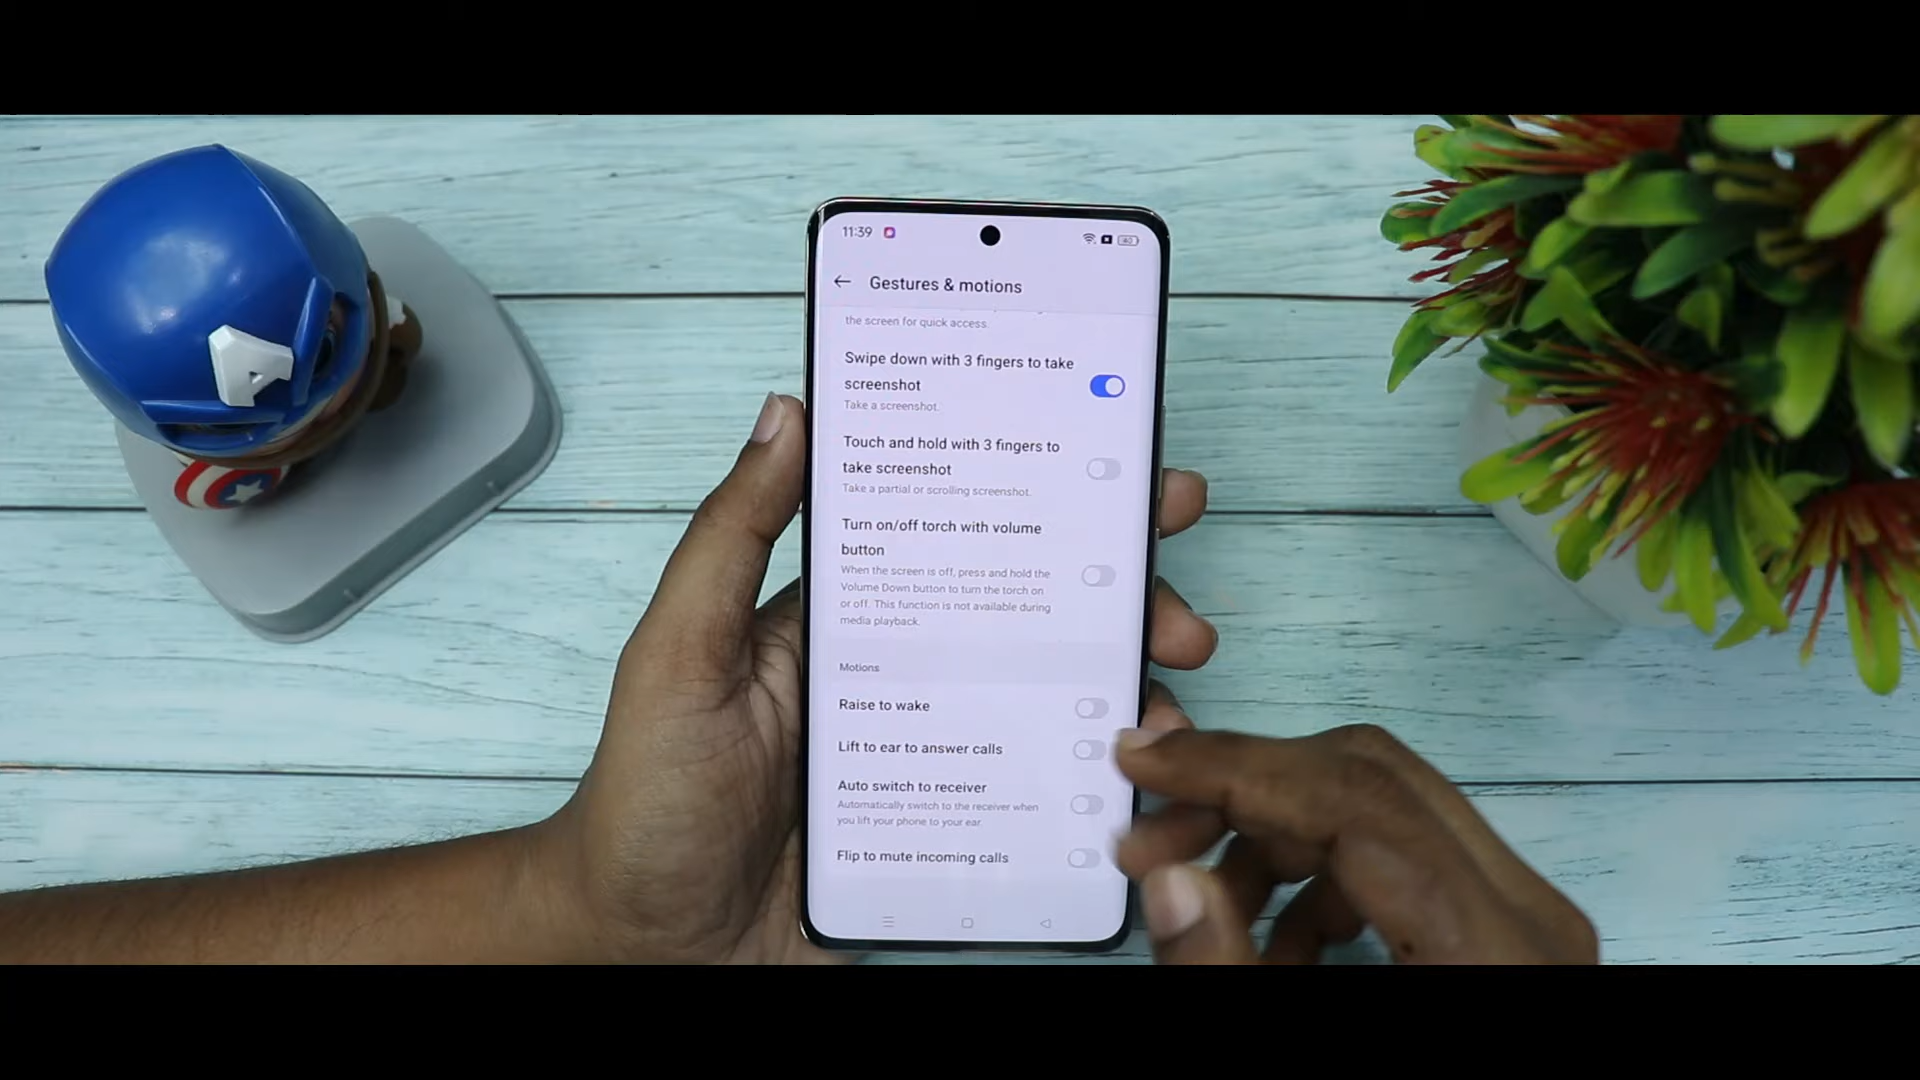 11:39
60
Gestures & motions
the screen for quick access.
Swipe down with 3 fingers to take
screenshot
Take a screenshot.
Touch and hold with 3 fingers to
take screenshot
Take a partial or scrolling screenshot.
Turn on/off torch with volume
button
When the screen is off, press and hold the
Volume Down button to turn the torch on
or off. This function is not available during
media playback.
Motions
Raise to wake
Lift to ear to answer calls
Auto switch to receiver
Automatically switch to the receiver when
you lift your phone to your ear.
Flip to mute incoming calls
A